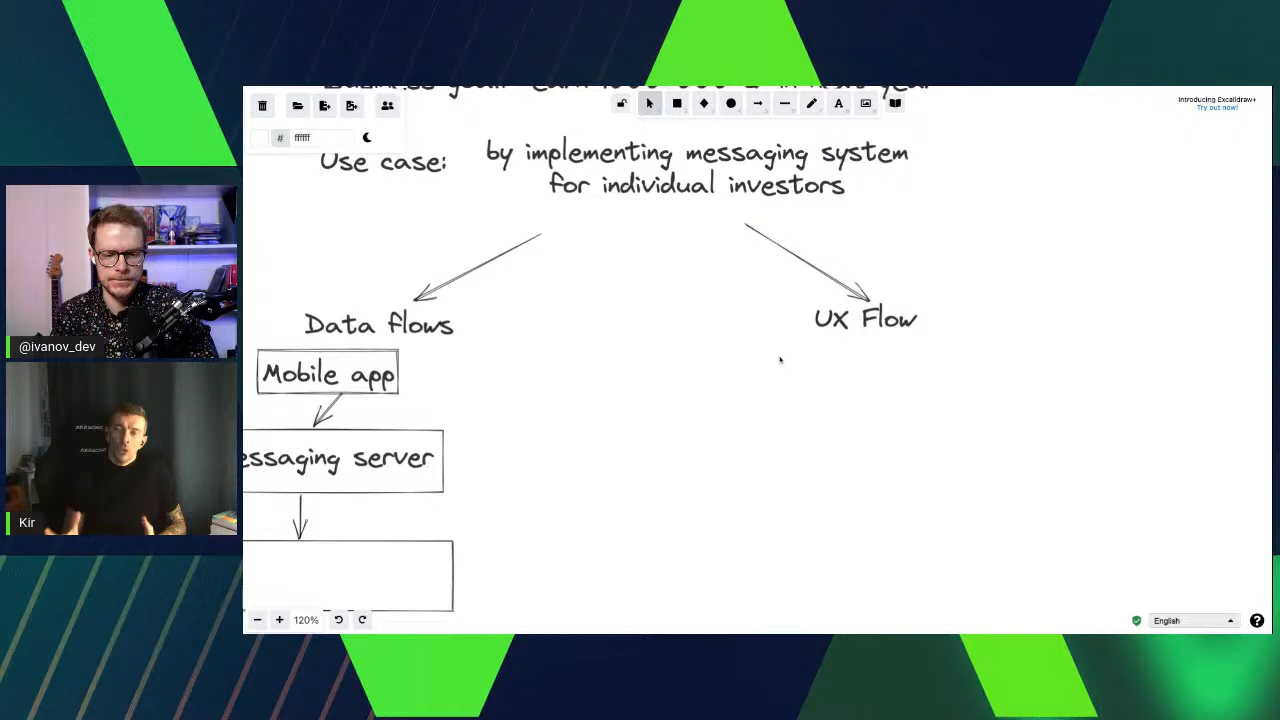 Introducing Excalidraw+
Try out now!
# ffffff
Use case:
by implementing messaging system
for individual investors
Data flows
UX Flow
Mobile app
essaging server
@ivanov_dev
Kir
120%
English